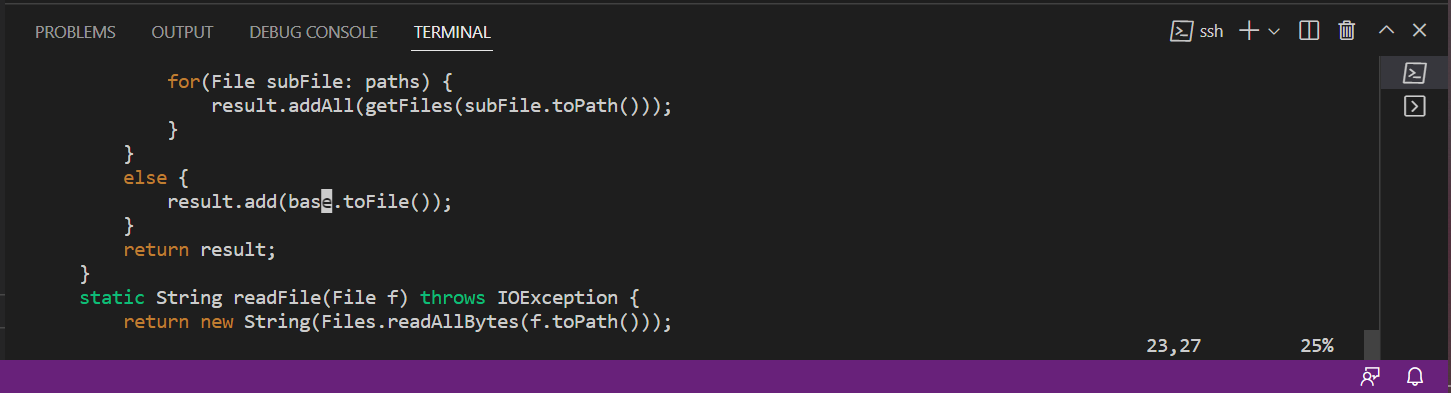 PROBLEMS OUTPUT DEBUG CONSOLE TERMINAL ssh
for(File subFile: paths) {
result.addAll(getFiles(subFile.toPath()));
}
}
else {
result.add(base.toFile());
}
return result;
}
static String readFile(File f) throws IOException {
return new String(Files.readAllBytes(f.toPath()));
23,27 25%